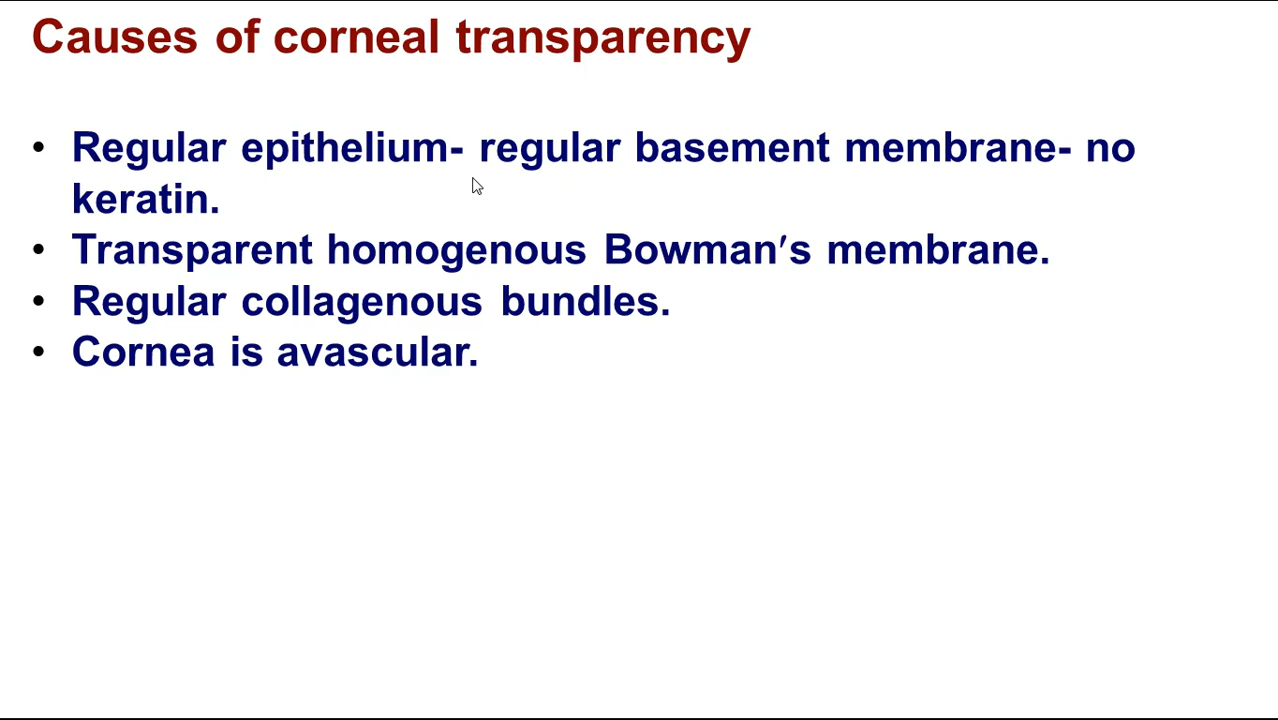 Causes of corneal transparency
• Regular epithelium- regular basement membrane- no
keratin.
• Transparent homogenous Bowman′s membrane.
• Regular collagenous bundles.
• Cornea is avascular.